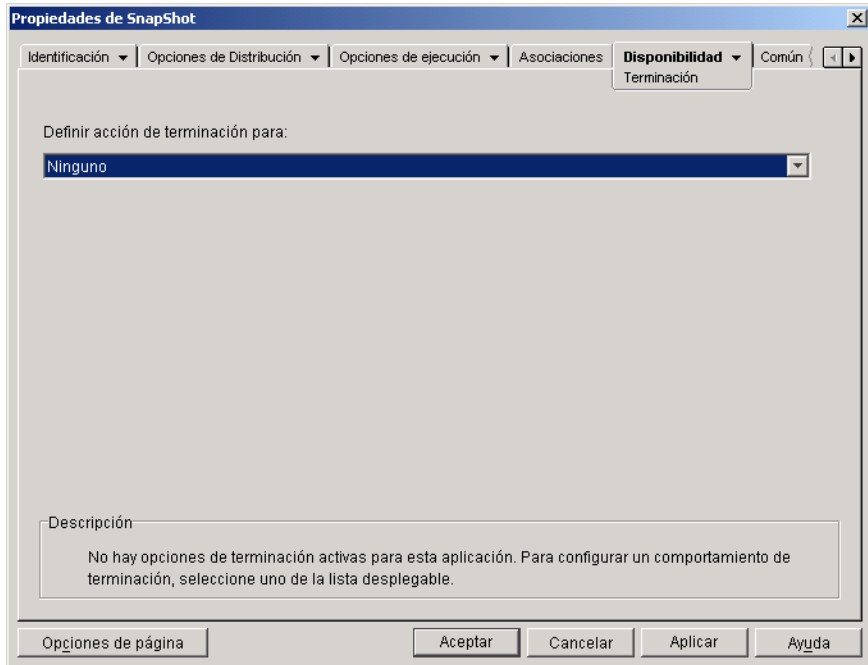 Propiedades de SnapShot
Identificación Opciones de Distribución Opciones de ejecución Asociaciones Disponibilidad Común
Terminación
Definir acción de terminación para:
Ninguno
Descripción
No hay opciones de terminación activas para esta aplicación. Para configurar un comportamiento de
terminación, seleccione uno de la lista desplegable.
Opciones de página Aceptar Cancelar Aplicar Ayuda